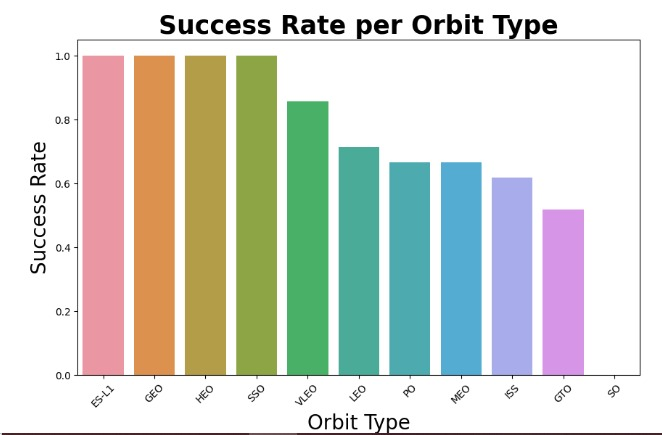 Success Rate per Orbit Type
1.0
0.8
0.6
0.4
0.2
0.0
Success Rate
ES-L1 GEO HEO SSO VLEO LEO PO MEO ISS GTO SO
Orbit Type